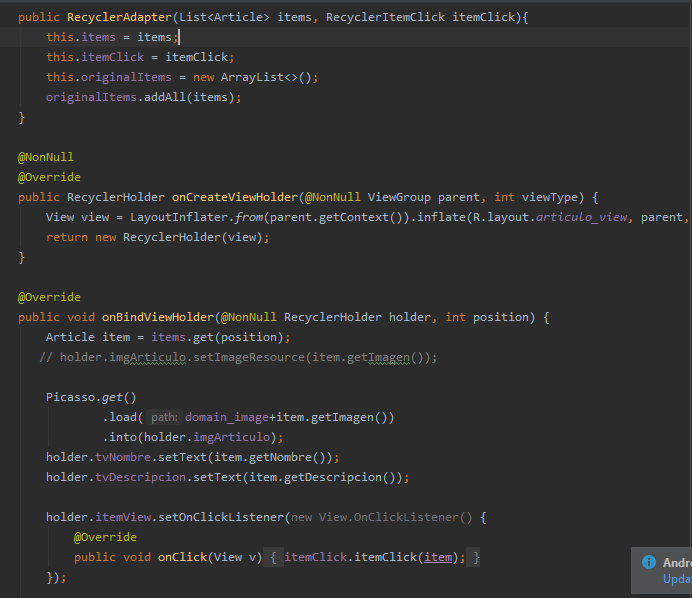 public RecyclerAdapter(List<Article> items, RecyclerItemClick itemClick){
this.items = items;
this.itemClick = itemClick;
this.originalItems = new ArrayList<>();
originalItems.addAll(items);
}
@NonNull
@Override
public RecyclerHolder onCreateViewHolder(@NonNull ViewGroup parent, int viewType) {
View view = LayoutInflater.from(parent.getContext()).inflate(R.layout.articulo_view, parent,
return new RecyclerHolder(view);
}
@Override
public void onBindViewHolder(@NonNull RecyclerHolder holder, int position) {
Article item = items.get(position);
// holder.imgArticulo.setImageResource(item.getImagen());
Picasso.get()
.load( path: domain_image+item.getImagen())
.into(holder.imgArticulo);
holder.tvNombre.setText(item.getNombre());
holder.tvDescripcion.setText(item.getDescripcion());
holder.itemView.setOnClickListener(new View.OnClickListener() {
@Override
public void onClick(View v) { itemClick.itemClick(item); }
});